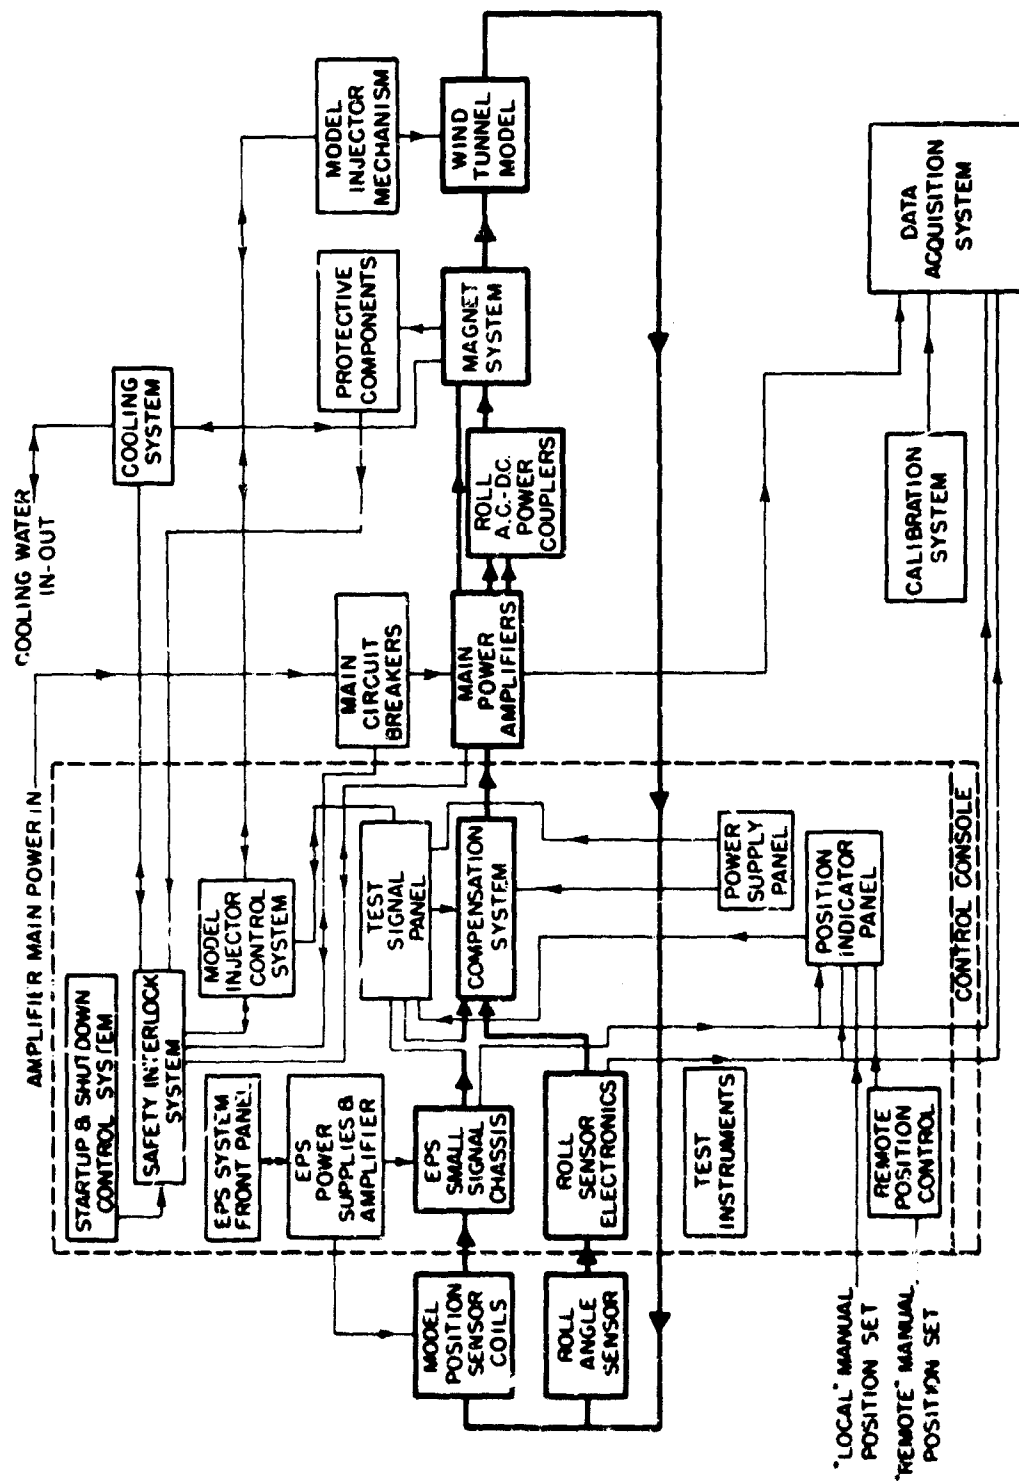 AMPLIFIER MAIN POWER IN
COOLING WATER
IN-OUT
STARTUP & SHUTDOWN
CONTROL SYSTEM
SAFETY INTERLOCK
SYSTEM
COOLING
SYSTEM
MODEL
INJECTOR
CONTROL
SYSTEM
EPS SYSTEM
FRONT PANEL
EPS
POWER
SUPPLIES &
AMPLIFIER
MAIN
CIRCUIT
BREAKERS
PROTECTIVE
COMPONENTS
MODEL
INJECTOR
MECHANISM
TEST
SIGNAL
PANEL
MODEL
POSITION
SENSOR
COILS
EPS
SMALL
SIGNAL
CHASSIS
COMPENSATION
SYSTEM
MAIN
POWER
AMPLIFIERS
ROLL
A.C.-D.C.
POWER
COUPLERS
MAGNET
SYSTEM
WIND
TUNNEL
MODEL
ROLL
ANGLE
SENSOR
ROLL
SENSOR
ELECTRONICS
TEST
INSTRUMENTS
POWER
SUPPLY
PANEL
POSITION
INDICATOR
PANEL
REMOTE
POSITION
CONTROL
CONTROL CONSOLE
"LOCAL" MANUAL
POSITION SET
"REMOTE" MANUAL
POSITION SET
CALIBRATION
SYSTEM
DATA
ACQUISITION
SYSTEM